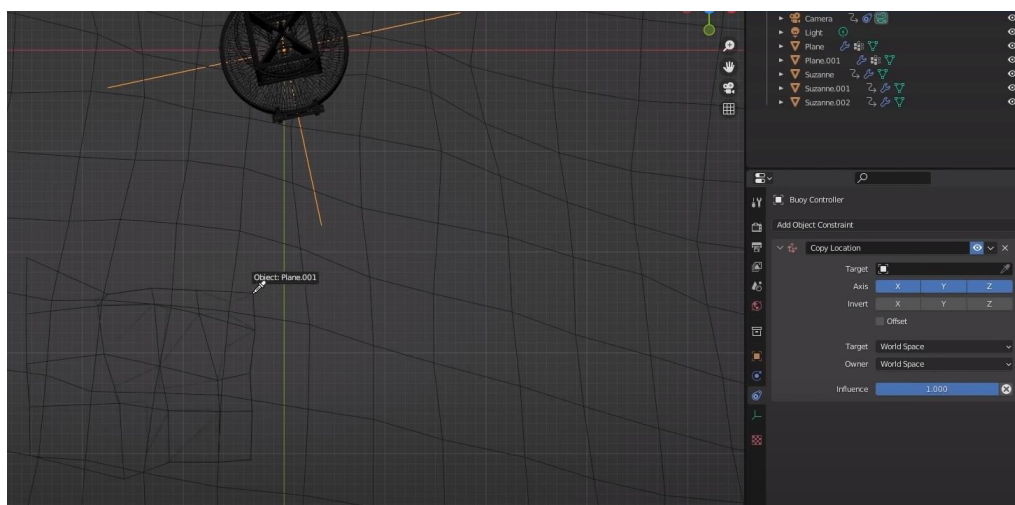 Camera
Light
Plane
Plane.001
Suzanne
Suzanne.001
Suzanne.002
Object: Plane.001
Buoy Controller
Add Object Constraint
Copy Location
Target
Axis X Y Z
Invert X Y Z
Offset
Target World Space
Owner World Space
Influence 1.000